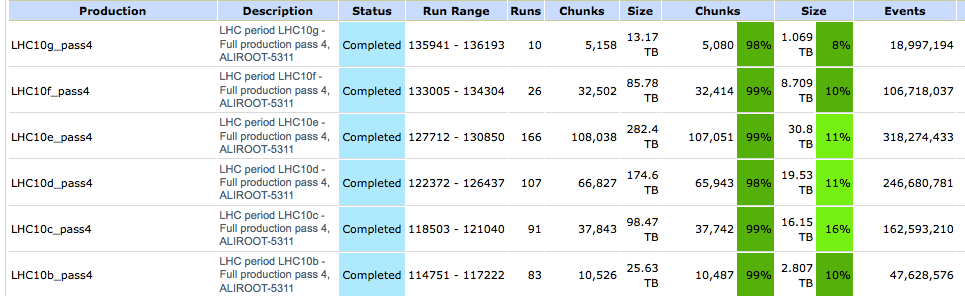 Production Description Status Run Range Runs Chunks Size Chunks Size Events
LHC10g_pass4 LHC period LHC10g - Full production pass 4, ALIROOT-5311 Completed 135941 - 136193 10 5,158 13.17 TB 5,080 98% 1.069 TB 8% 18,997,194
LHC10f_pass4 LHC period LHC10f - Full production pass 4, ALIROOT-5311 Completed 133005 - 134304 26 32,502 85.78 TB 32,414 99% 8.709 TB 10% 106,718,037
LHC10e_pass4 LHC period LHC10e - Full production pass 4, ALIROOT-5311 Completed 127712 - 130850 166 108,038 282.4 TB 107,051 99% 30.8 TB 11% 318,274,433
LHC10d_pass4 LHC period LHC10d - Full production pass 4, ALIROOT-5311 Completed 122372 - 126437 107 66,827 174.6 TB 65,943 98% 19.53 TB 11% 246,680,781
LHC10c_pass4 LHC period LHC10c - Full production pass 4, ALIROOT-5311 Completed 118503 - 121040 91 37,843 98.47 TB 37,742 99% 16.15 TB 16% 162,593,210
LHC10b_pass4 LHC period LHC10b - Full production pass 4, ALIROOT-5311 Completed 114751 - 117222 83 10,526 25.63 TB 10,487 99% 2.807 TB 10% 47,628,576